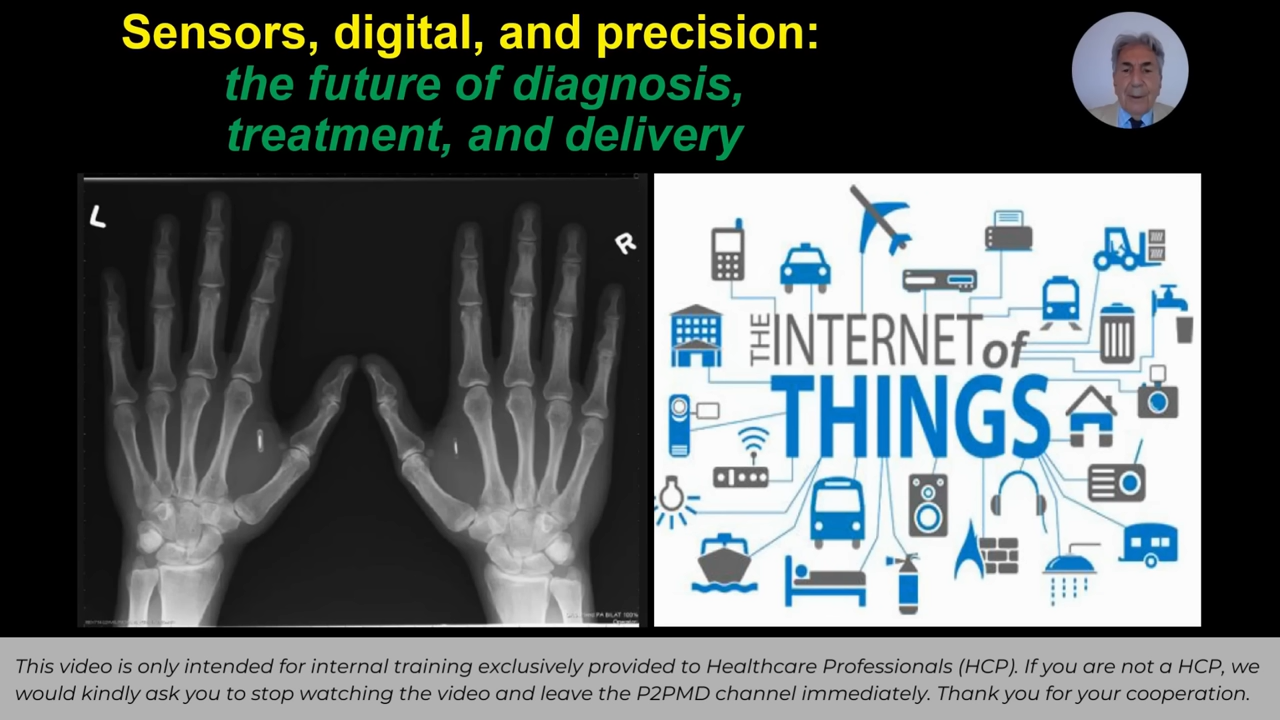 Sensors, digital, and precision:
the future of diagnosis,
treatment, and delivery
L
R
THE INTERNET of
THINGS
This video is only intended for internal training exclusively provided to Healthcare Professionals (HCP). If you are not a HCP, we
would kindly ask you to stop watching the video and leave the P2PMD channel immediately. Thank you for your cooperation.